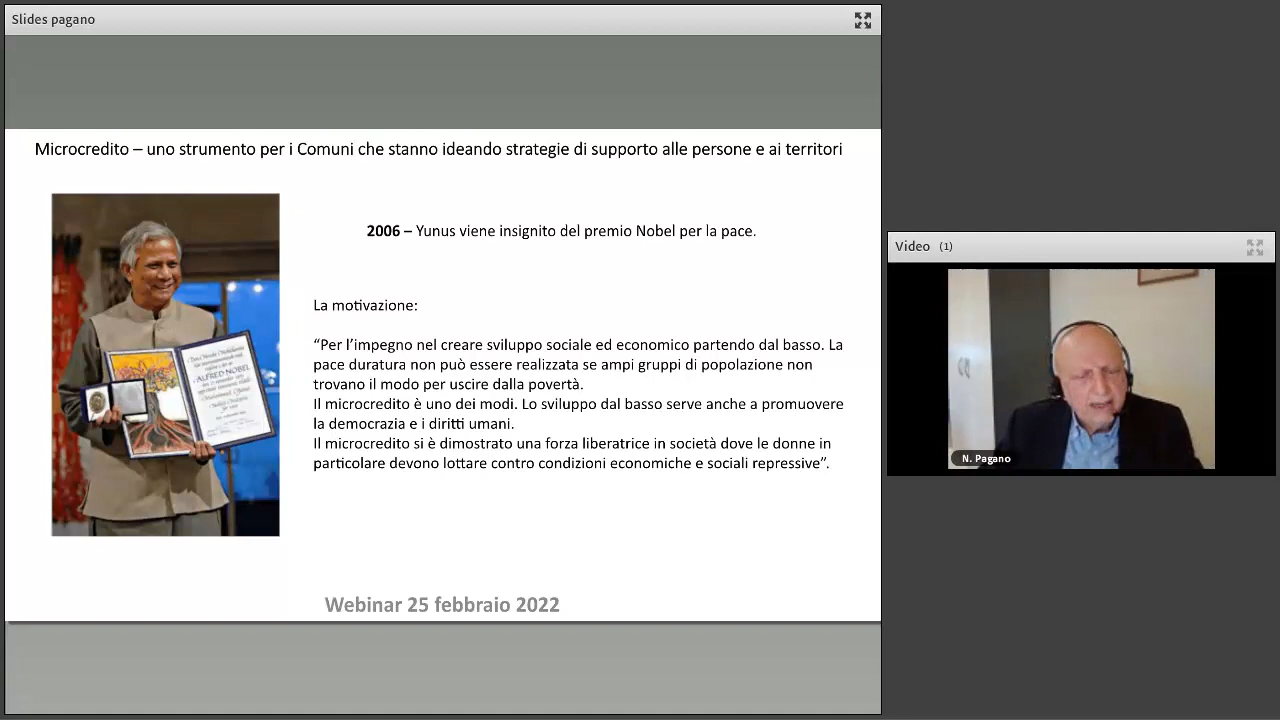 Slides pagano
Microcredito – uno strumento per i Comuni che stanno ideando strategie di supporto alle persone e ai territori
2006 – Yunus viene insignito del premio Nobel per la pace.
La motivazione:
“Per l’impegno nel creare sviluppo sociale ed economico partendo dal basso. La
pace duratura non può essere realizzata se ampi gruppi di popolazione non
trovano il modo per uscire dalla povertà.
Il microcredito è uno dei modi. Lo sviluppo dal basso serve anche a promuovere
la democrazia e i diritti umani.
Il microcredito si è dimostrato una forza liberatrice in società dove le donne in
particolare devono lottare contro condizioni economiche e sociali repressive”.
ALFRED NOBEL
Webinar 25 febbraio 2022
Video (1)
N. Pagano